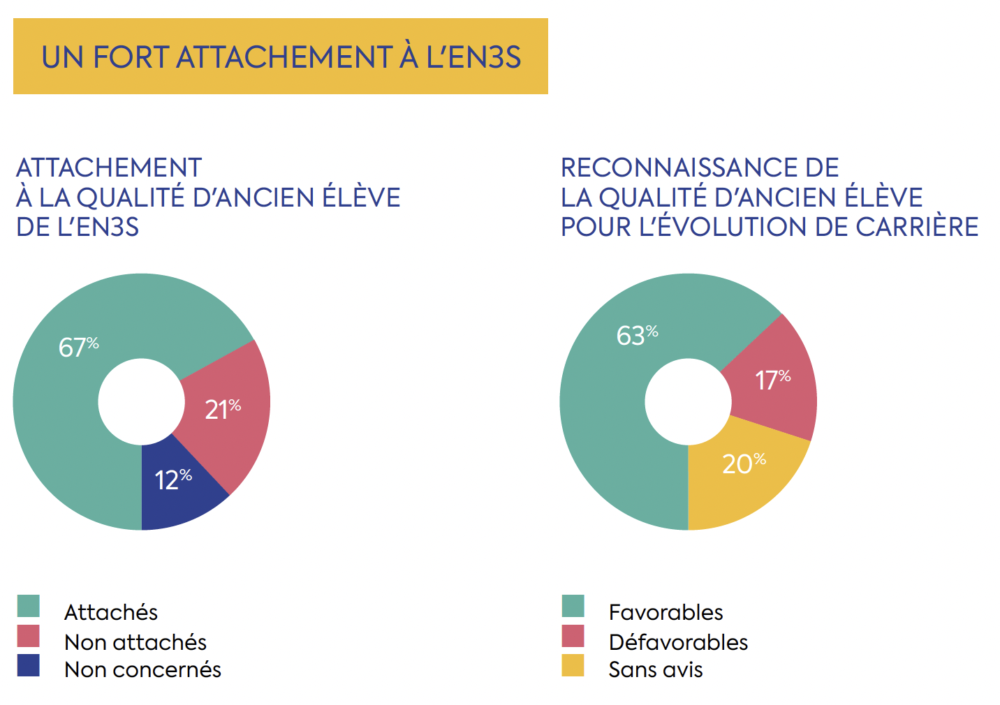 UN FORT ATTACHEMENT À L'EN3S
ATTACHEMENT
À LA QUALITÉ D'ANCIEN ÉLÈVE
DE L'EN3S
67%
21%
12%
Attachés
Non attachés
Non concernés
RECONNAISSANCE DE
LA QUALITÉ D'ANCIEN ÉLÈVE
POUR L'ÉVOLUTION DE CARRIÈRE
63%
17%
20%
Favorables
Défavorables
Sans avis